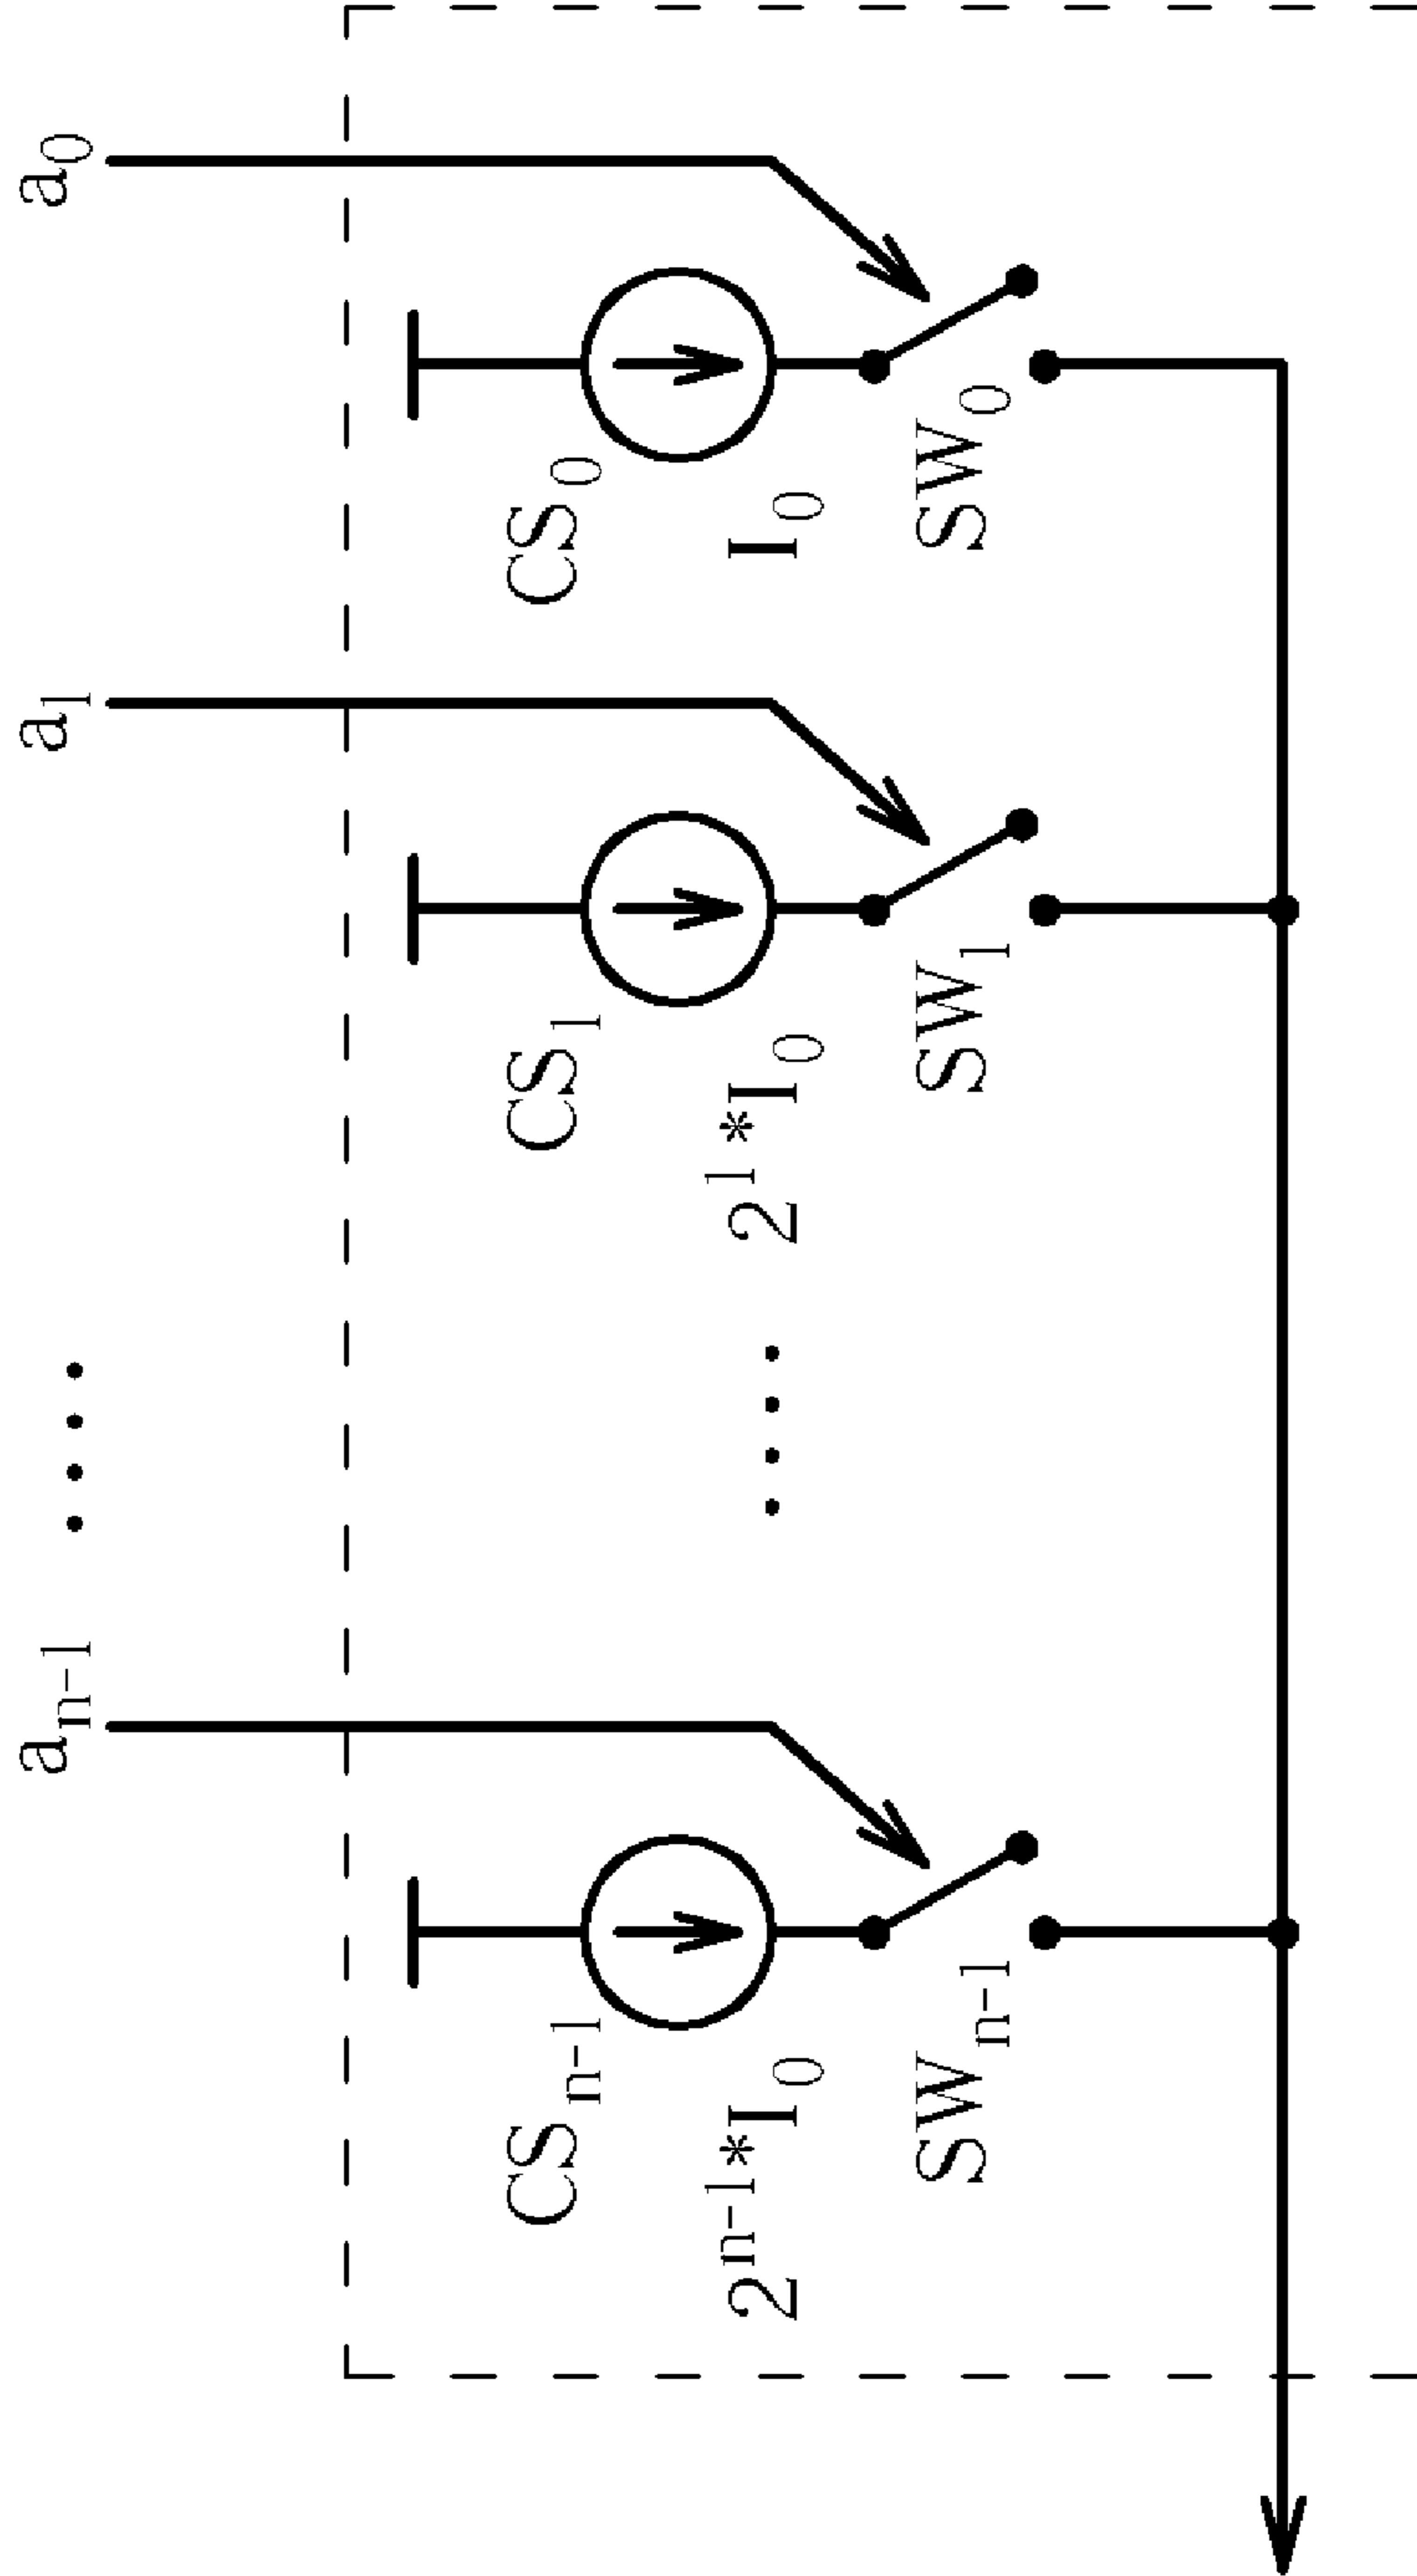 a0
CS0
I0
SW0
a1
CS1
2^1*I0
SW1
an-1
CSn-1
2^n-1*I0
SWn-1